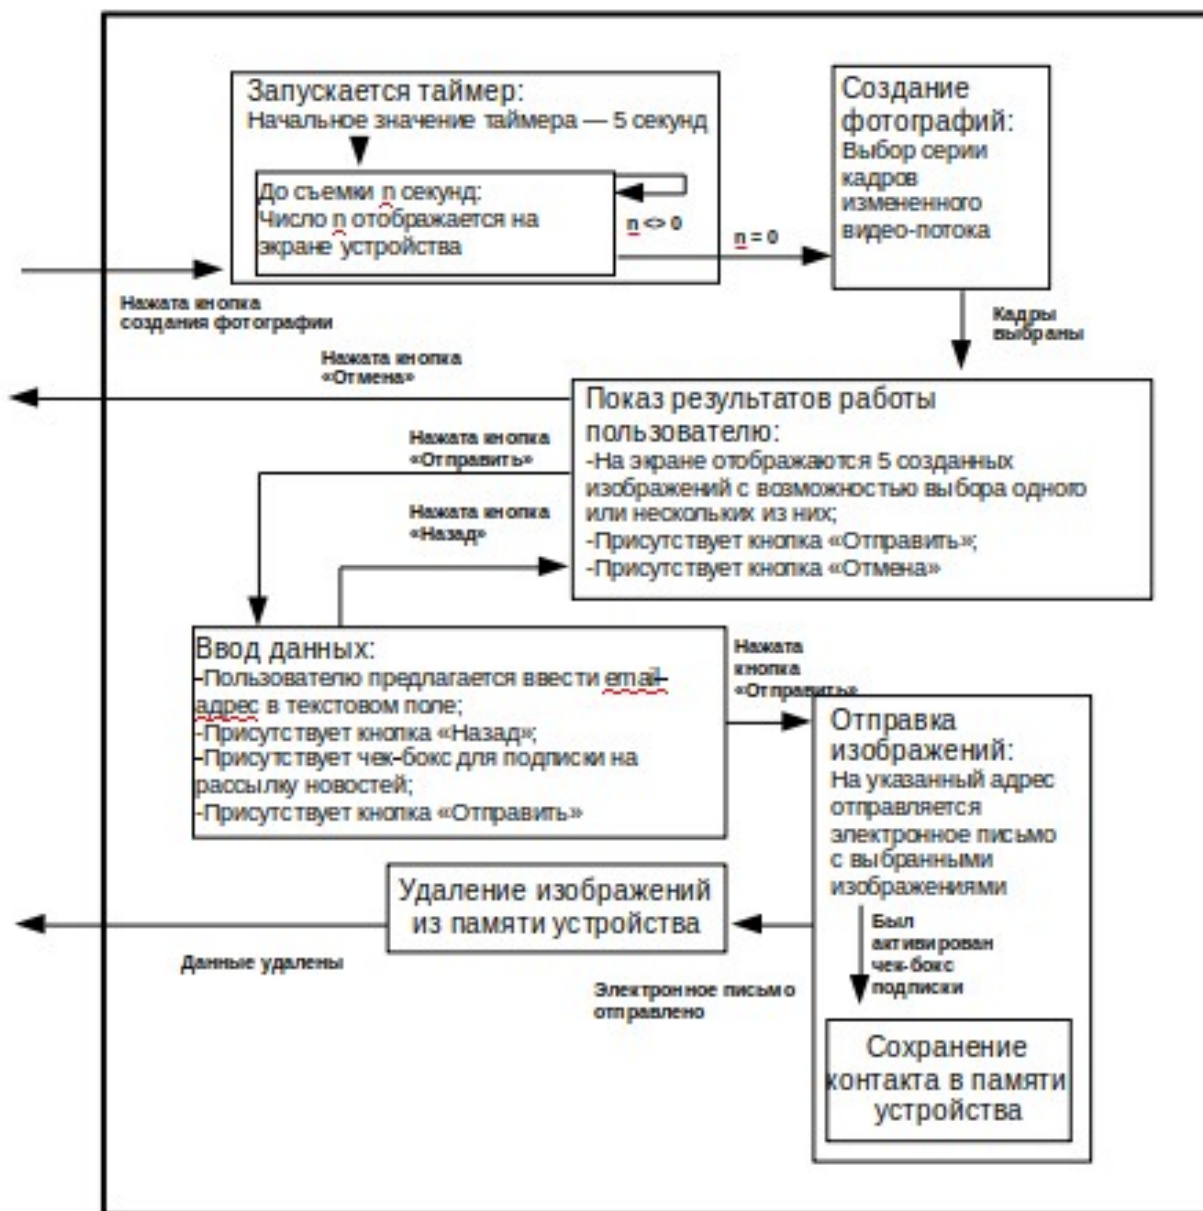 Запускается таймер:
Начальное значение таймера — 5 секунд
До съемки n секунд:
Число n отображается на
экране устройства
n <> 0
n = 0
Создание
фотографий:
Выбор серии
кадров
измененного
видео-потока
Нажата кнопка
создания фотографии
Кадры
выбраны
Нажата кнопка
«Отмена»
Показ результатов работы
пользователю:
-На экране отображаются 5 созданных
изображений с возможностью выбора одного
или нескольких из них;
-Присутствует кнопка «Отправить»;
-Присутствует кнопка «Отмена»
Нажата кнопка
«Отправить»
Нажата кнопка
«Назад»
Ввод данных:
-Пользователю предлагается ввести email-
адрес в текстовом поле;
-Присутствует кнопка «Назад»;
-Присутствует чек-бокс для подписки на
рассылку новостей;
-Присутствует кнопка «Отправить»
Нажата
кнопка
«Отправить»
Отправка
изображений:
На указанный адрес
отправляется
электронное письмо
с выбранными
изображениями
Был
активирован
чек-бокс
подписки
Сохранение
контакта в памяти
устройства
Удаление изображений
из памяти устройства
Электронное письмо
отправлено
Данные удалены